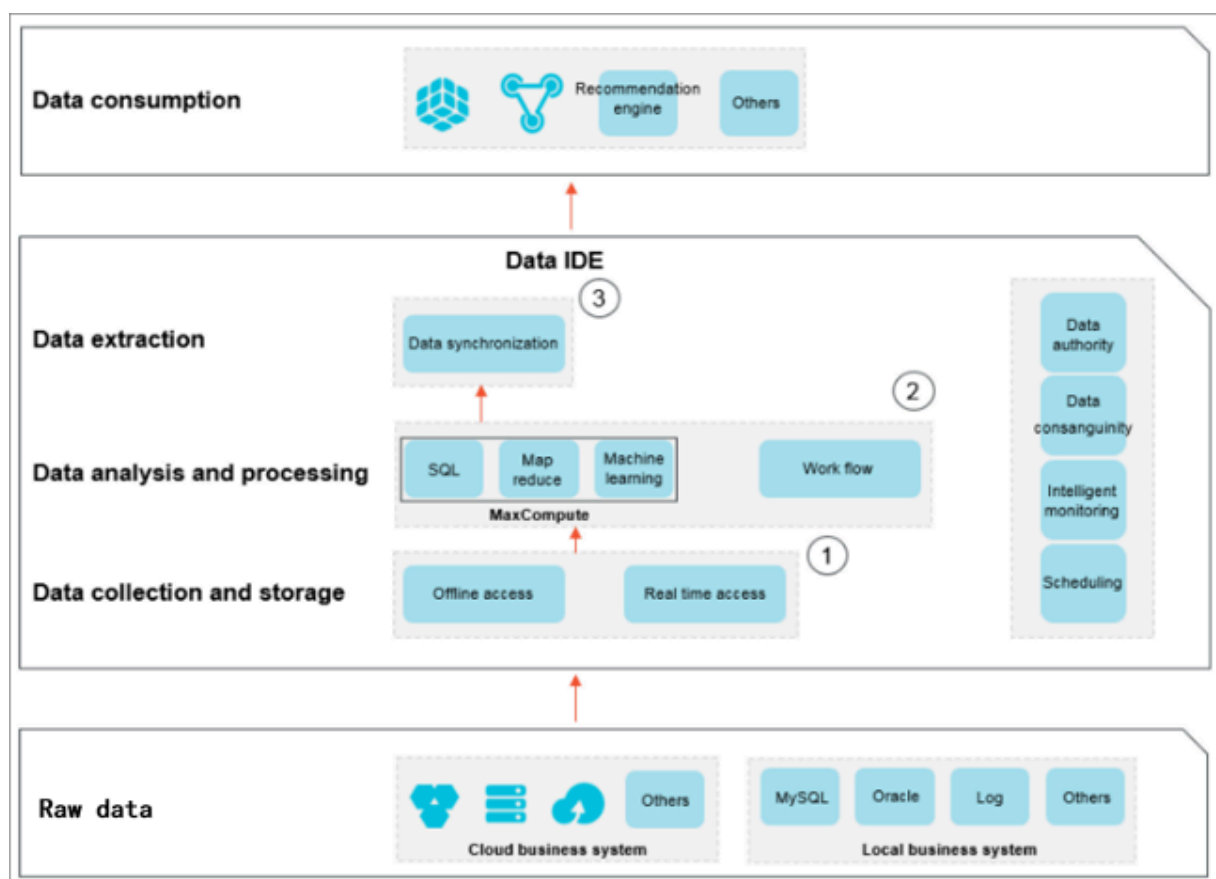 Data consumption
Recommendation
engine
Others
Data IDE
3
Data extraction
Data synchronization
Data
authority
2
Data
consanguinity
Data analysis and processing
SQL
Map
reduce
Machine
learning
Work flow
MaxCompute
Intelligent
monitoring
1
Data collection and storage
Offline access
Real time access
Scheduling
Raw data
Others
Cloud business system
MySQL
Oracle
Log
Others
Local business system